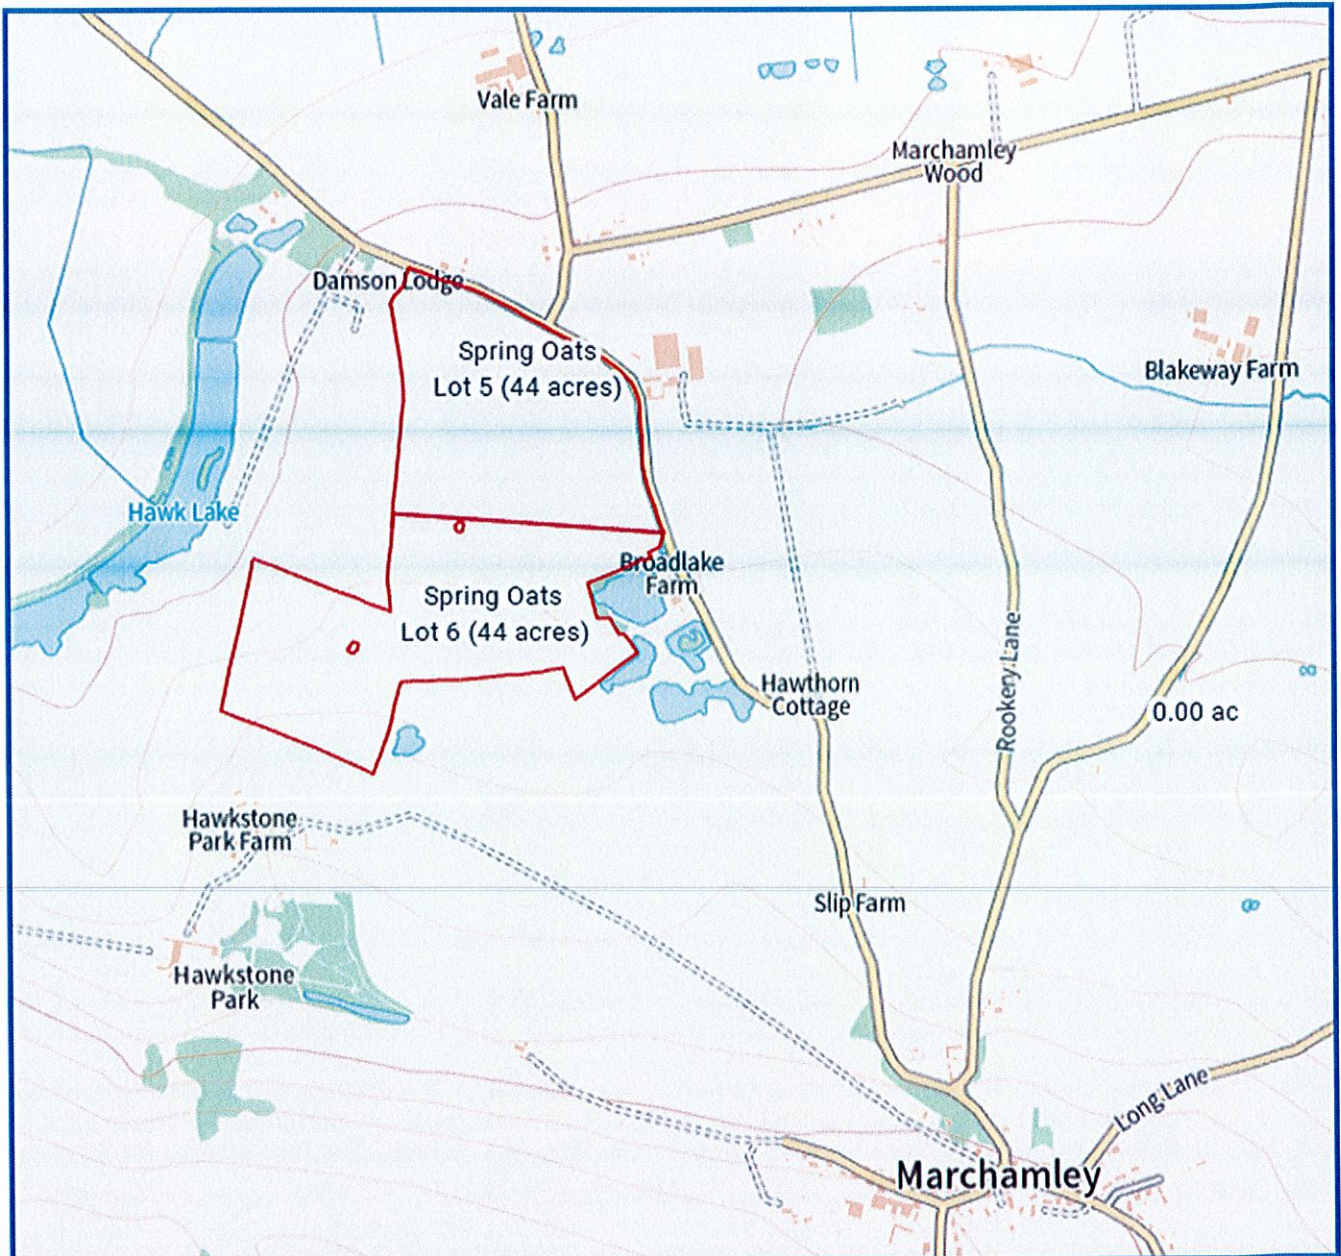 Vale Farm
Marchamley
Wood
Damson Lodge
Spring Oats
Lot 5 (44 acres)
Blakeway Farm
Hawk Lake
Broadlake
Farm
Spring Oats
Lot 6 (44 acres)
Rookery Lane
Hawthorn
Cottage
0.00 ac
Hawkstone
Park Farm
Slip Farm
Hawkstone
Park
Long Lane
Marchamley